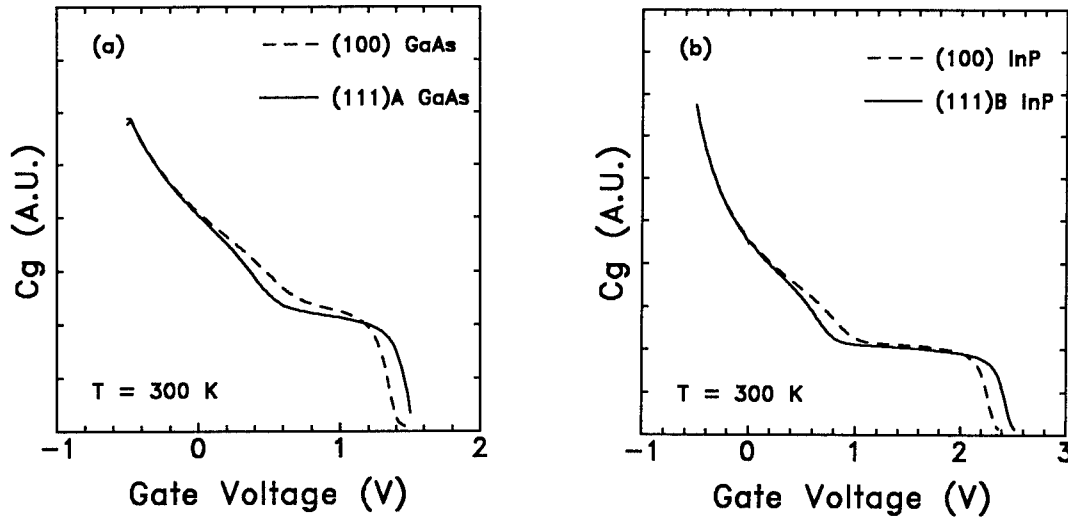 (a)
(100) GaAs
(111)A GaAs
Cg (A.U.)
T = 300 K
-1 0 1 2
Gate Voltage (V)
(b)
(100) InP
(111)B InP
Cg (A.U.)
T = 300 K
-1 0 1 2 3
Gate Voltage (V)